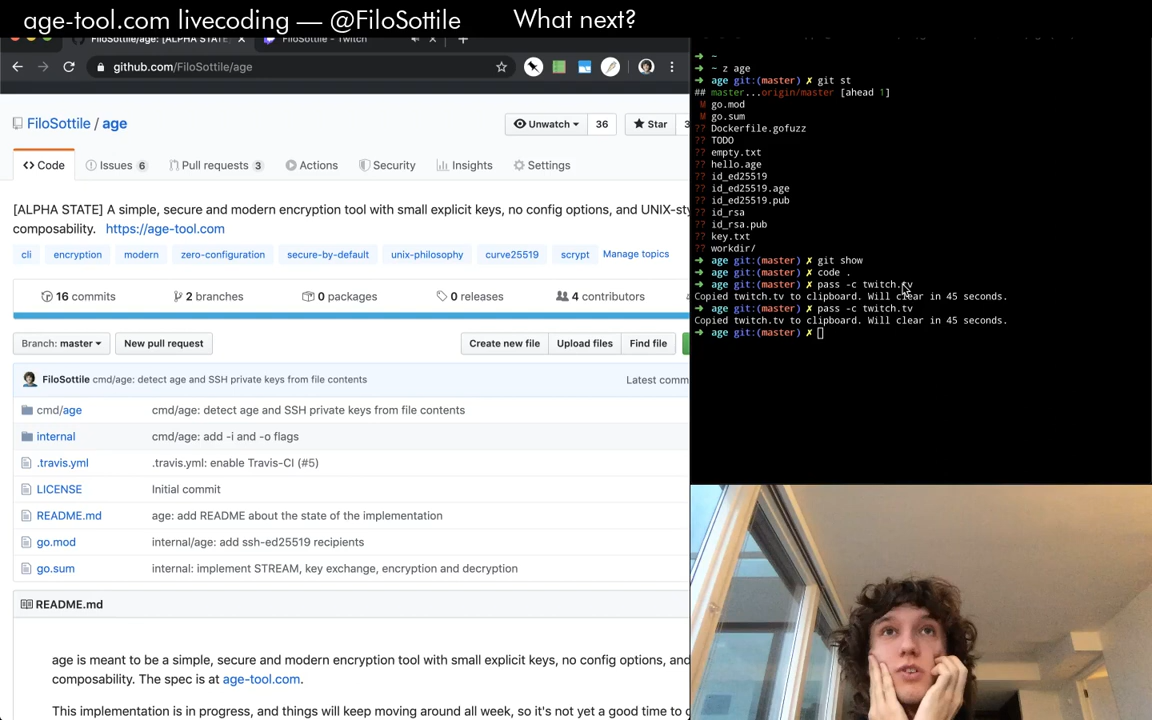 age-tool.com livecoding — @FiloSottile What next?
FiloSottile/age: [ALPHA STATE]
FiloSottile - Twitch
github.com/FiloSottile/age
FiloSottile / age
Unwatch 36 Star
Code Issues 6 Pull requests 3 Actions Security Insights Settings
[ALPHA STATE] A simple, secure and modern encryption tool with small explicit keys, no config options, and UNIX-sty
composability. https://age-tool.com
cli encryption modern zero-configuration secure-by-default unix-philosophy curve25519 scrypt Manage topics
16 commits 2 branches 0 packages 0 releases 4 contributors
Branch: master New pull request Create new file Upload files Find file
FiloSottile cmd/age: detect age and SSH private keys from file contents Latest comm
cmd/age cmd/age: detect age and SSH private keys from file contents
internal cmd/age: add -i and -o flags
.travis.yml .travis.yml: enable Travis-CI (#5)
LICENSE Initial commit
README.md age: add README about the state of the implementation
go.mod internal/age: add ssh-ed25519 recipients
go.sum internal: implement STREAM, key exchange, encryption and decryption
README.md
age is meant to be a simple, secure and modern encryption tool with small explicit keys, no config options, and
composability. The spec is at age-tool.com.
This implementation is in progress, and things will keep moving around all week, so it's not yet a good time to
➜ ~
➜ ~ z age
➜ age git:(master) ✗ git st
## master...origin/master [ahead 1]
M go.mod
M go.sum
?? Dockerfile.gofuzz
?? TODO
?? empty.txt
?? hello.age
?? id_ed25519
?? id_ed25519.age
?? id_ed25519.pub
?? id_rsa
?? id_rsa.pub
?? key.txt
?? workdir/
➜ age git:(master) ✗ git show
➜ age git:(master) ✗ code .
➜ age git:(master) ✗ pass -c twitch.tv
Copied twitch.tv to clipboard. Will clear in 45 seconds.
➜ age git:(master) ✗ pass -c twitch.tv
Copied twitch.tv to clipboard. Will clear in 45 seconds.
➜ age git:(master) ✗